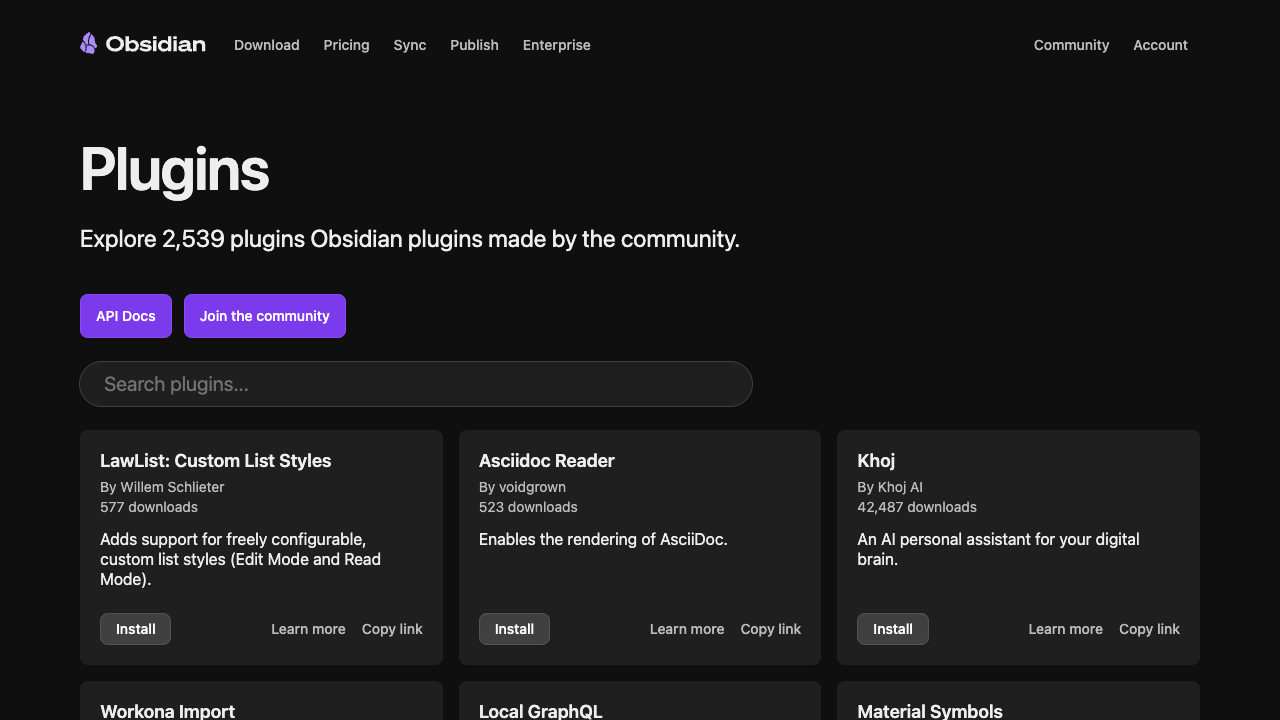 Obsidian Download Pricing Sync Publish Enterprise Community Account
Plugins
Explore 2,539 plugins Obsidian plugins made by the community.
API Docs Join the community
Search plugins...
LawList: Custom List Styles
By Willem Schlieter
577 downloads
Adds support for freely configurable,
custom list styles (Edit Mode and Read
Mode).
Install Learn more Copy link
Asciidoc Reader
By voidgrown
523 downloads
Enables the rendering of AsciiDoc.
Install Learn more Copy link
Khoj
By Khoj AI
42,487 downloads
An AI personal assistant for your digital
brain.
Install Learn more Copy link
Workona Import
Local GraphQL
Material Symbols